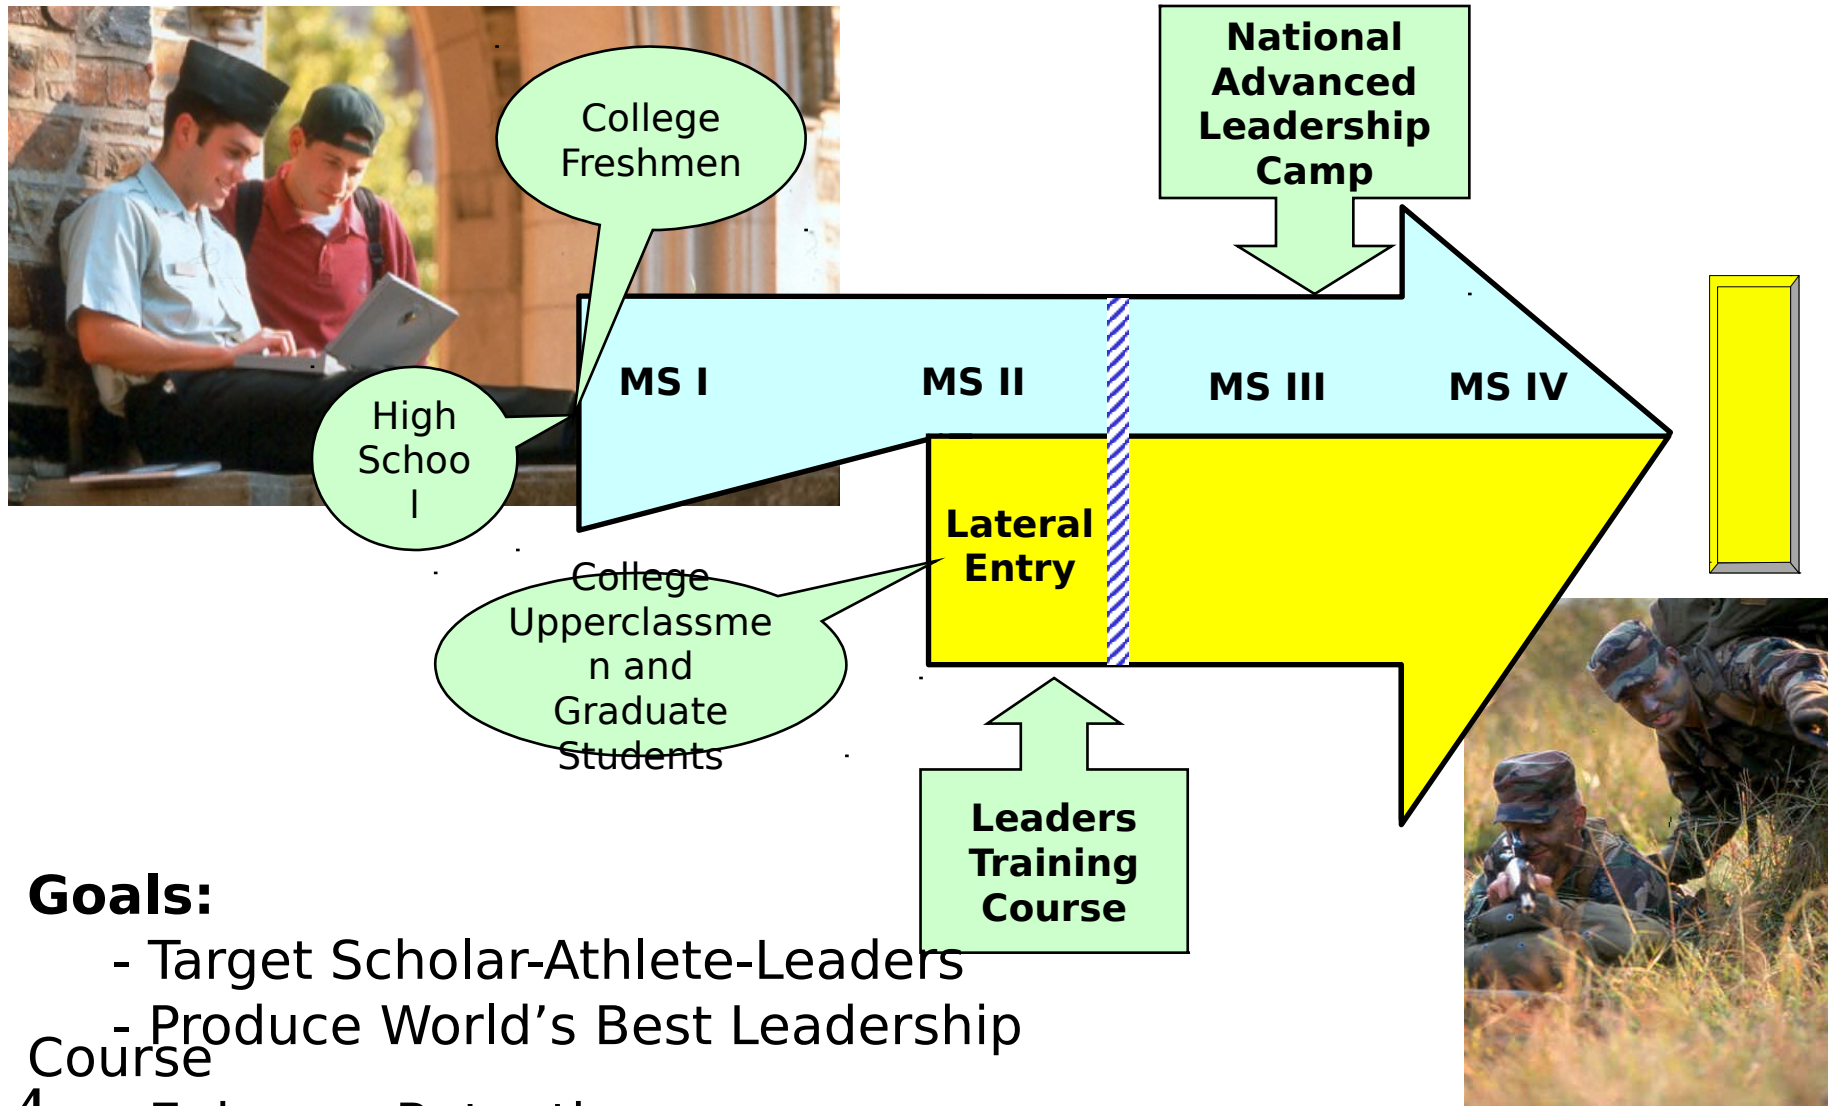 National
Advanced
Leadership
Camp
College
Freshmen
MS I
MS II
MS III
MS IV
High
Schoo
l
Lateral
Entry
College
Upperclassme
n and
Graduate
Students
Leaders
Training
Course
Goals:
- Target Scholar-Athlete-Leaders
- Produce World’s Best Leadership
Course
4